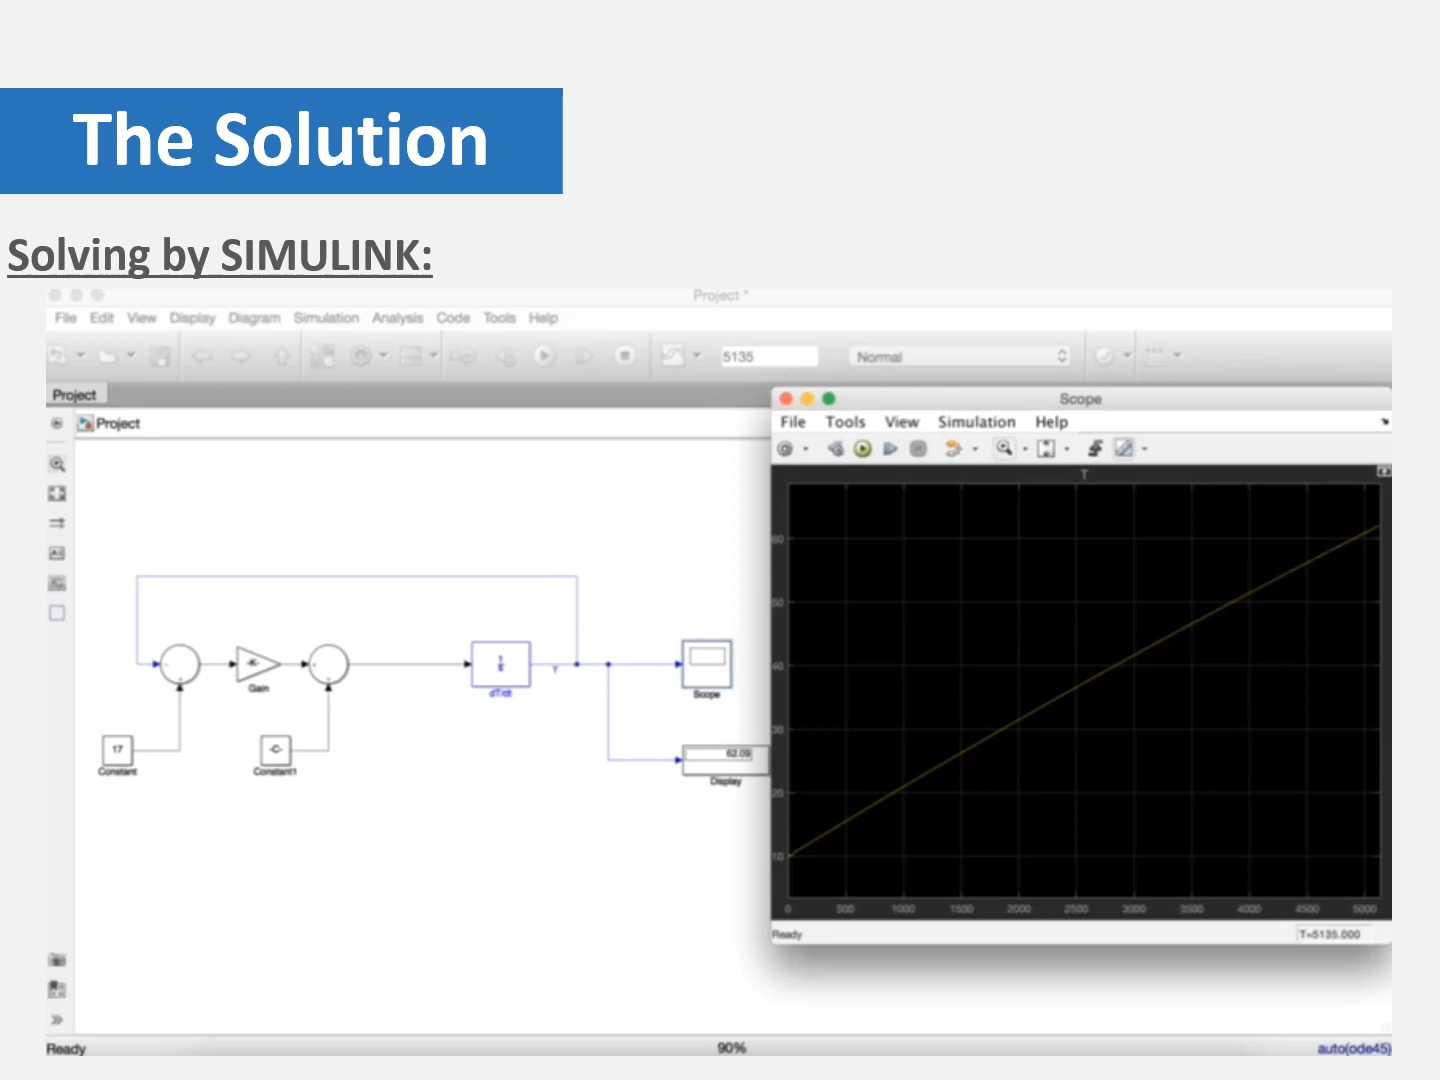 The Solution
Solving by SIMULINK:
Project *
File Edit View Display Diagram Simulation Analysis Code Tools Help
5135 Normal
Project
Project
Scope
File Tools View Simulation Help
T
60
50
40
30
20
10
0 500 1000 1500 2000 2500 3000 3500 4000 4500 5000
Ready T=5135.000
-K-
Gain
1
T
dT/dt
Scope
17
Constant
-C-
Constant1
62.09
Display
Ready 90% auto(ode45)